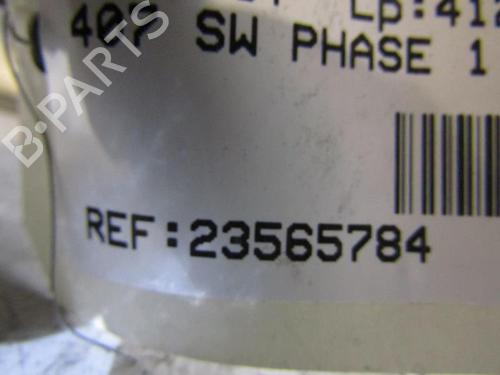 Lp:412
407 SW PHASE 1
REF:23565784
B-PARTS